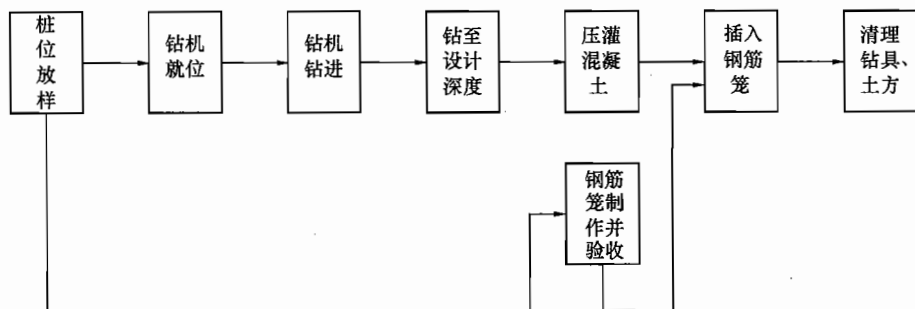 桩
位
放
样
钻机
就位
钻机
钻进
钻至
设计
深度
压灌
混凝
土
插入
钢筋
笼
清理
钻具、
土方
钢筋
笼制
作并
验收